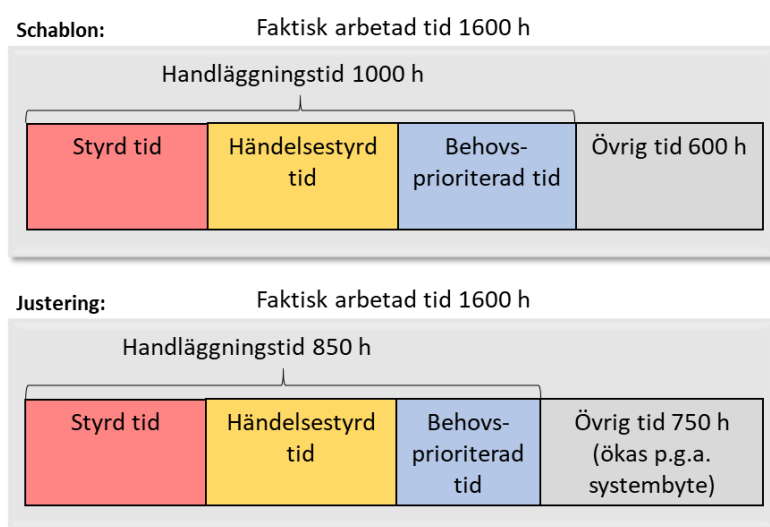 Schablon:
Faktisk arbetad tid 1600 h
Handläggningstid 1000 h
Styrd tid
Händelsestyrd
tid
Behovs-
prioriterad tid
Övrig tid 600 h
Justering:
Faktisk arbetad tid 1600 h
Handläggningstid 850 h
Styrd tid
Händelsestyrd
tid
Behovs-
prioriterad
tid
Övrig tid 750 h
(ökas p.g.a.
systembyte)